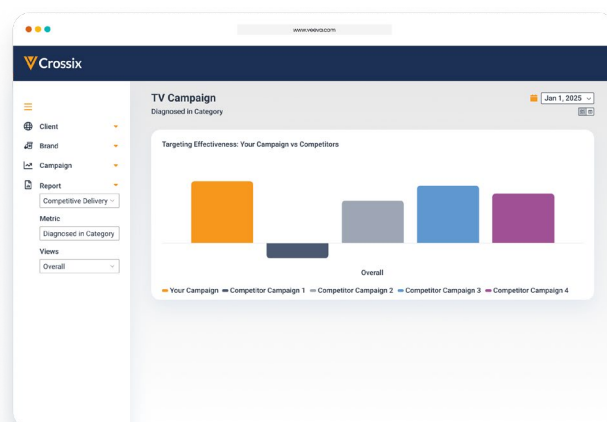 www.veeva.com
Crossix
TV Campaign
Diagnosed in Category
Jan 1, 2025
Client
Brand
Campaign
Report
Competitive Delivery
Metric
Diagnosed in Category
Views
Overall
Targeting Effectiveness: Your Campaign vs Competitors
Overall
Your Campaign Competitor Campaign 1 Competitor Campaign 2 Competitor Campaign 3 Competitor Campaign 4